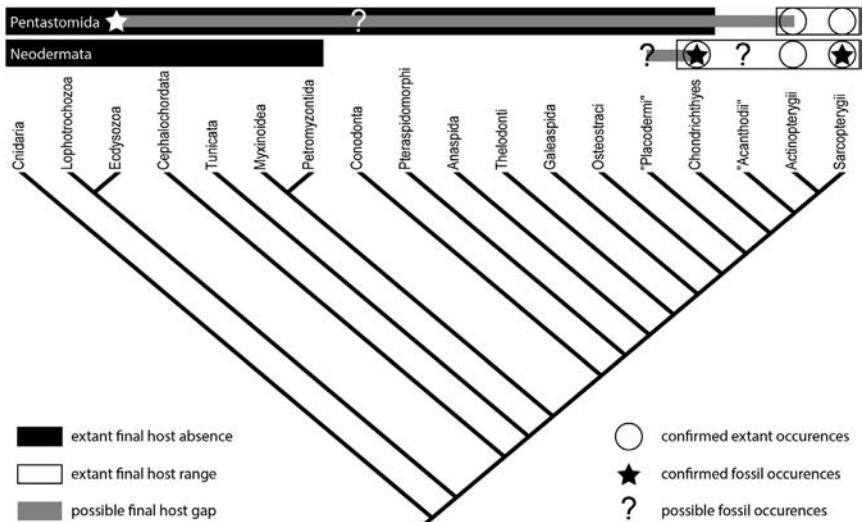 Pentastomida ?
Neodermata ? ?
Cnidaria
Lophotrochozoa
Ecdysozoa
Cephalochordata
Tunicata
Myxinoidea
Petromyzontida
Conodonta
Pteraspidomorphi
Anaspida
Thelodonti
Galeaspida
Osteostraci
"Placodermi"
Chondrichthyes
"Acanthodii"
Actinopterygii
Sarcopterygii
extant final host absence
extant final host range
possible final host gap
confirmed extant occurences
confirmed fossil occurences
? possible fossil occurences